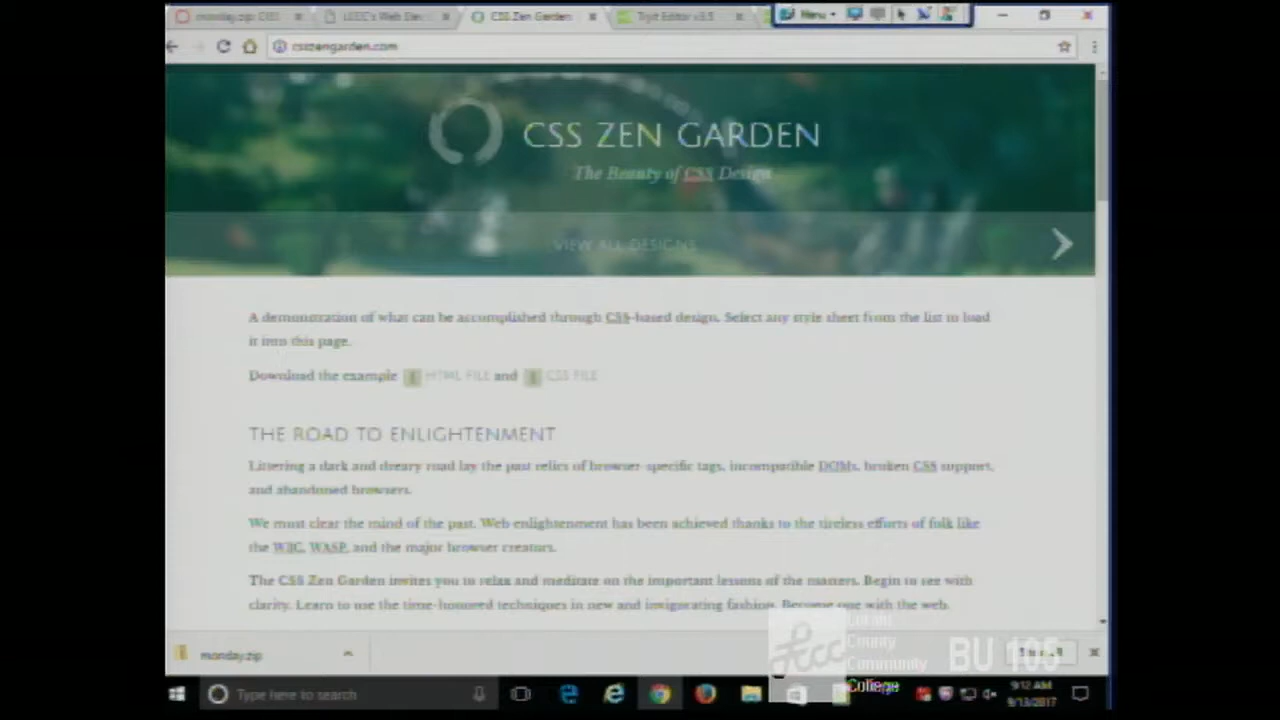 monday.zip
CSS Zen Garden
Tryit Editor v3.5
Menu
csszengarden.com
CSS ZEN GARDEN
The Beauty of CSS Design
VIEW ALL DESIGNS
A demonstration of what can be accomplished through CSS-based design. Select any style sheet from the list to load
it into this page.
Download the example HTML FILE and CSS FILE
THE ROAD TO ENLIGHTENMENT
Littering a dark and dreary road lay the past relics of browser-specific tags, incompatible DOMs, broken CSS support,
and abandoned browsers.
We must clear the mind of the past. Web enlightenment has been achieved thanks to the tireless efforts of folk like
the W3C, WASP, and the major browser creators.
The CSS Zen Garden invites you to relax and meditate on the important lessons of the masters. Begin to see with
clarity. Learn to use the time-honored techniques in new and invigorating fashion. Become one with the web.
monday.zip
Lorain
County
Community
College
lccc
BU 105
Type here to search
9:12 AM
9/13/2017